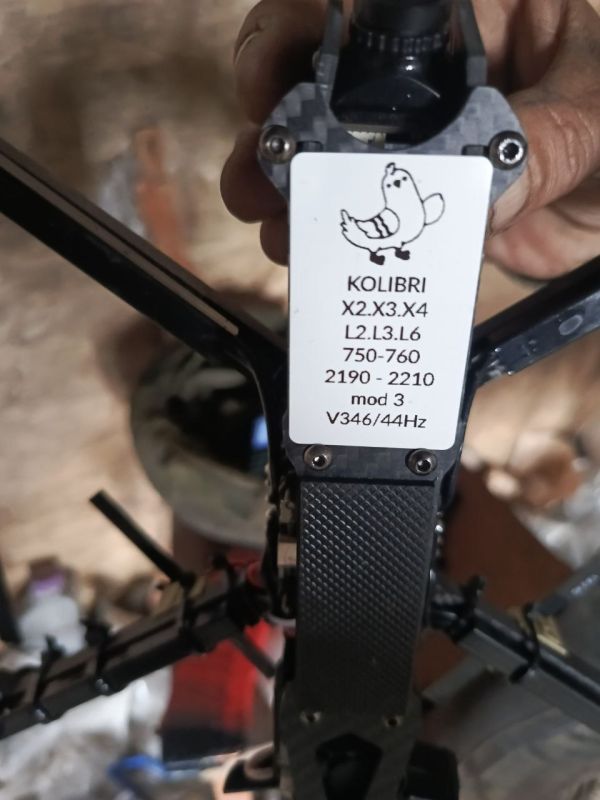 KOLIBRI
X2.X3.X4
L2.L3.L6
750-760
2190 - 2210
mod 3
V346/44Hz